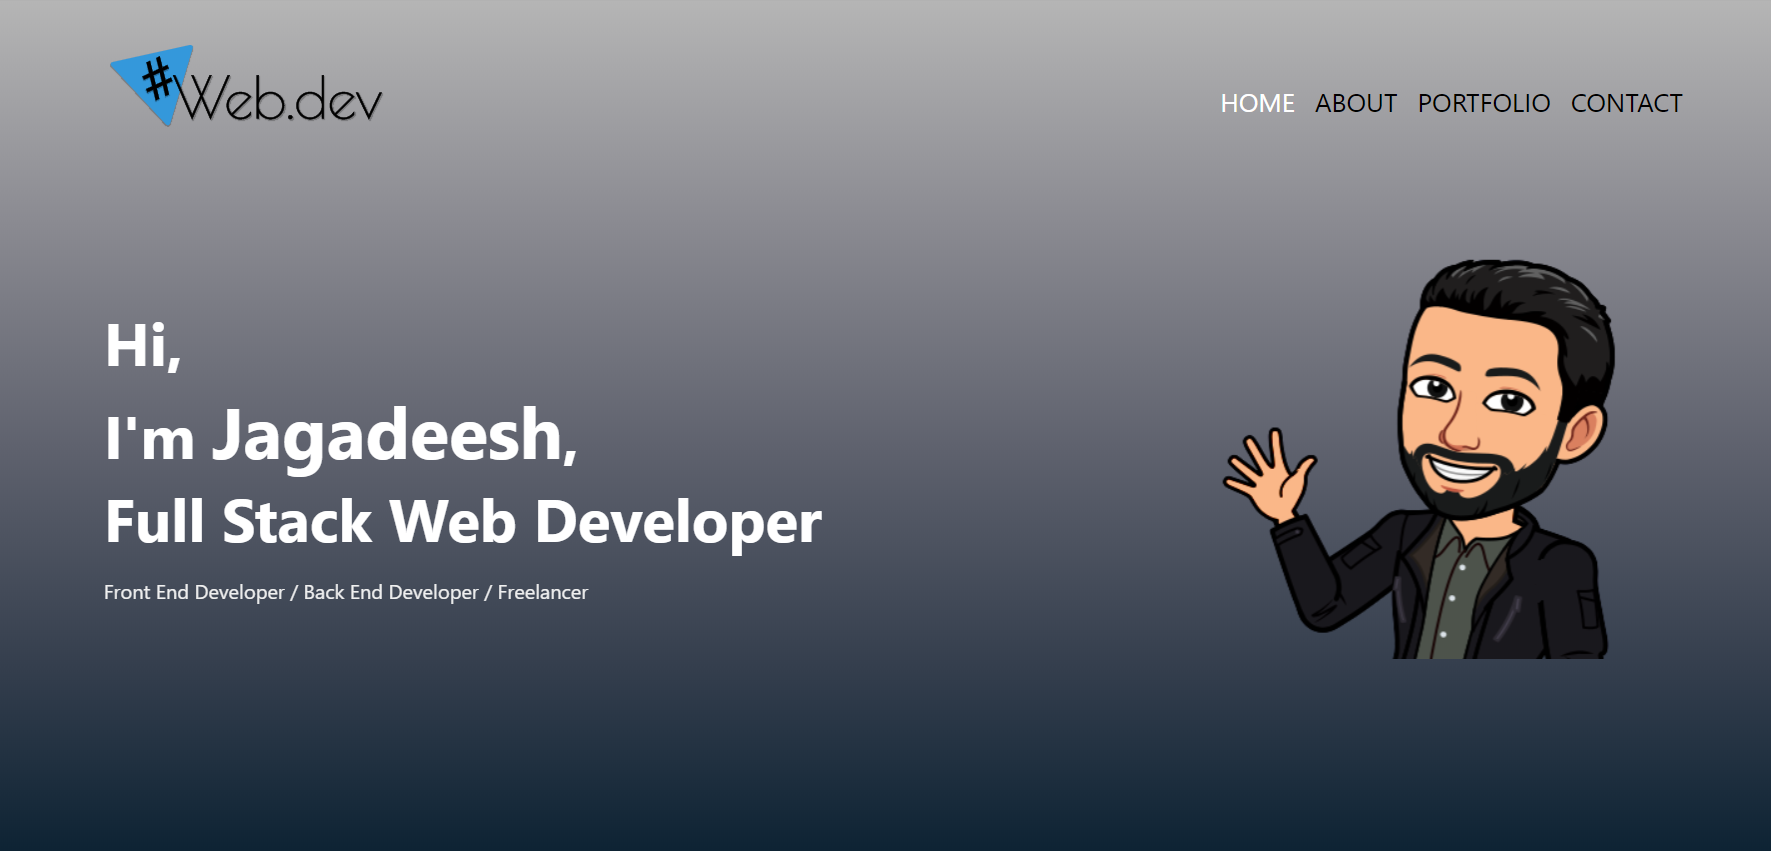 #Web.dev
HOME ABOUT PORTFOLIO CONTACT
Hi,
I'm Jagadeesh,
Full Stack Web Developer
Front End Developer / Back End Developer / Freelancer